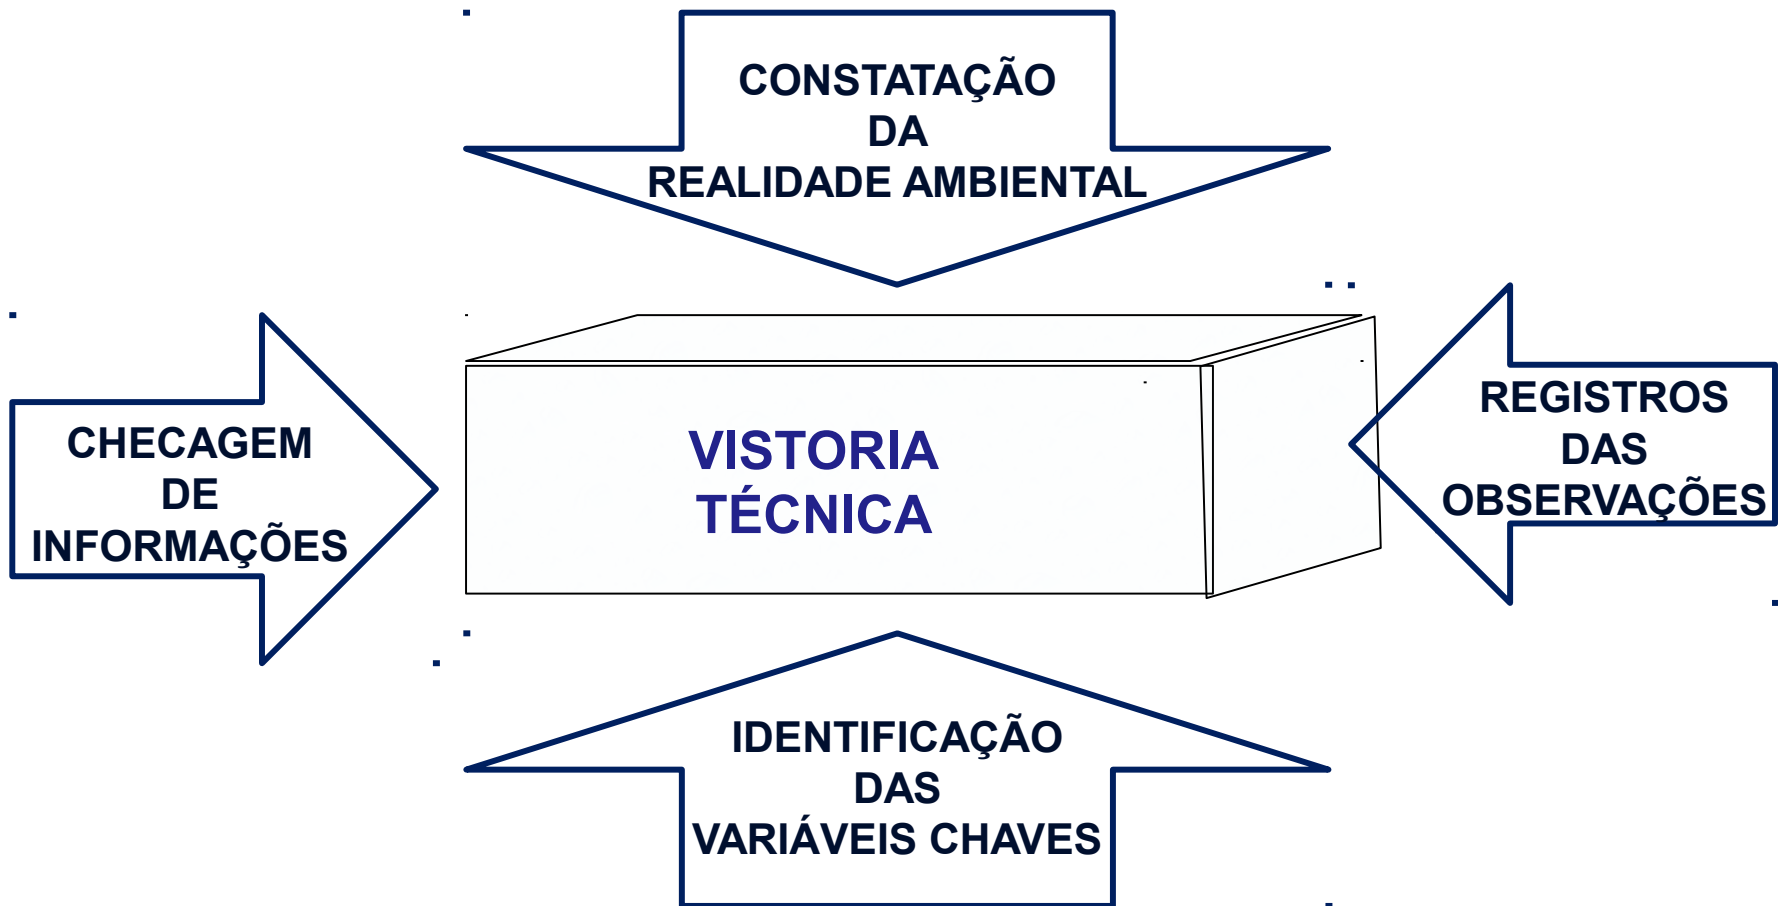 CONSTATAÇÃO
DA
REALIDADE AMBIENTAL
CHECAGEM
DE
INFORMAÇÕES
VISTORIA
TÉCNICA
REGISTROS
DAS
OBSERVAÇÕES
IDENTIFICAÇÃO
DAS
VARIÁVEIS CHAVES